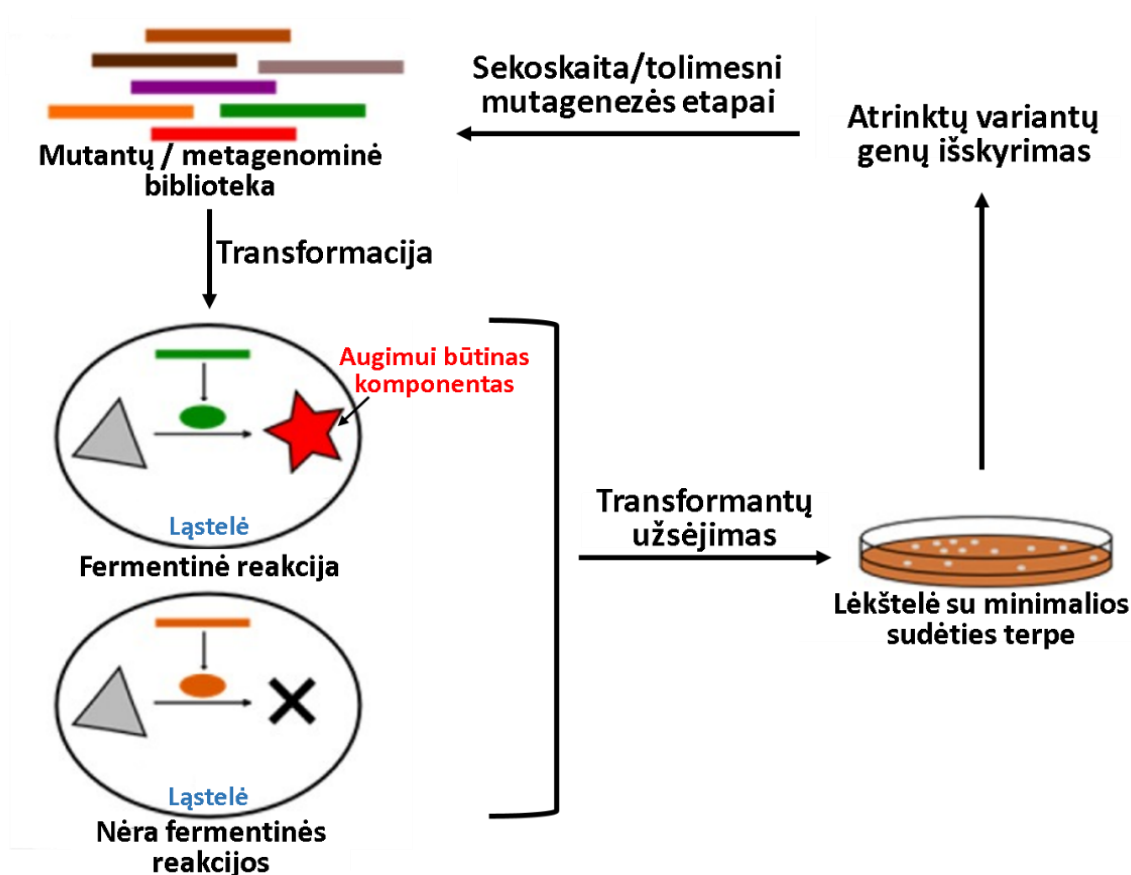 Sekoskaita/tolimesni
mutagenezės etapai
Atrinktų variantų
genų išskyrimas
Mutantų / metagenominė
biblioteka
Transformacija
Augimui būtinas
komponentas
Ląstelė
Fermentinė reakcija
Transformantų
užsėjimas
Lėkštelė su minimalios
sudėties terpe
Ląstelė
Nėra fermentinės
reakcijos